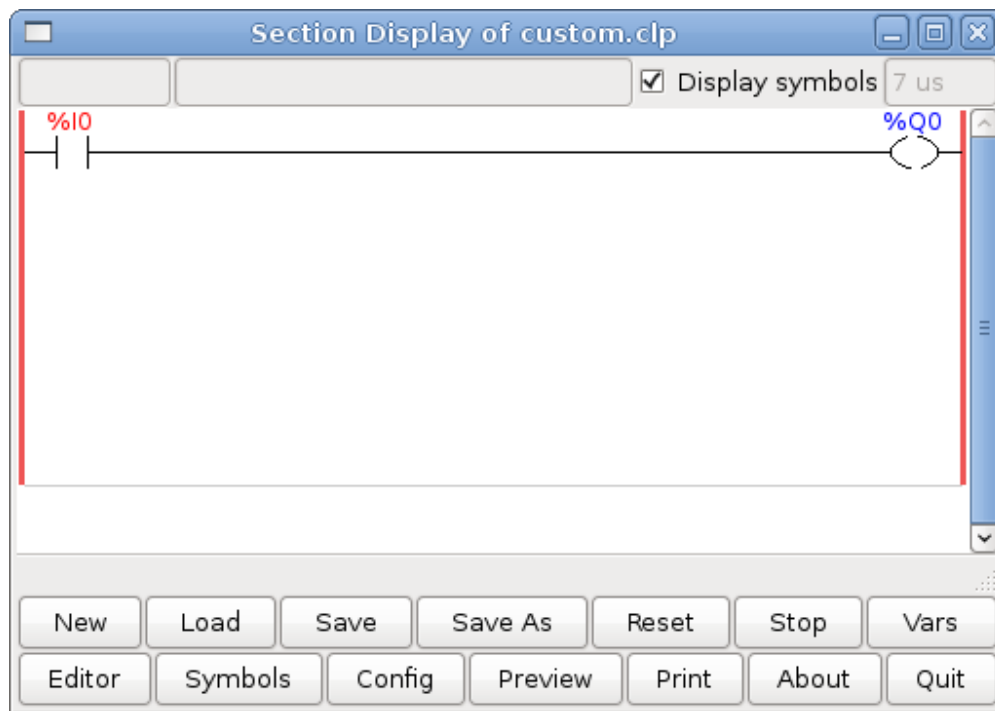 Section Display of custom.clp
Display symbols 7 us
%I0 %Q0
New Load Save Save As Reset Stop Vars
Editor Symbols Config Preview Print About Quit